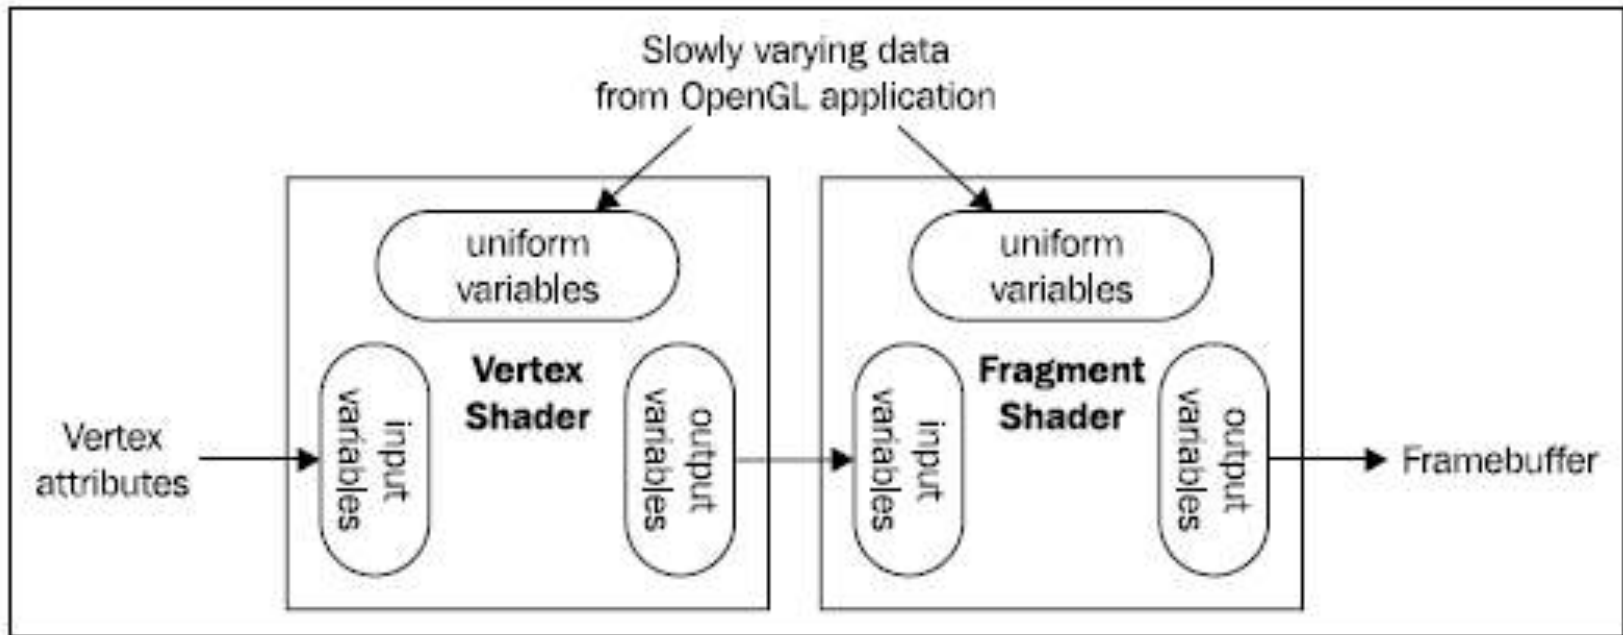 Slowly varying data
from OpenGL application
uniform
variables
Vertex
Shader
input
variables
output
variables
Vertex
attributes
uniform
variables
Fragment
Shader
input
variables
output
variables
Framebuffer